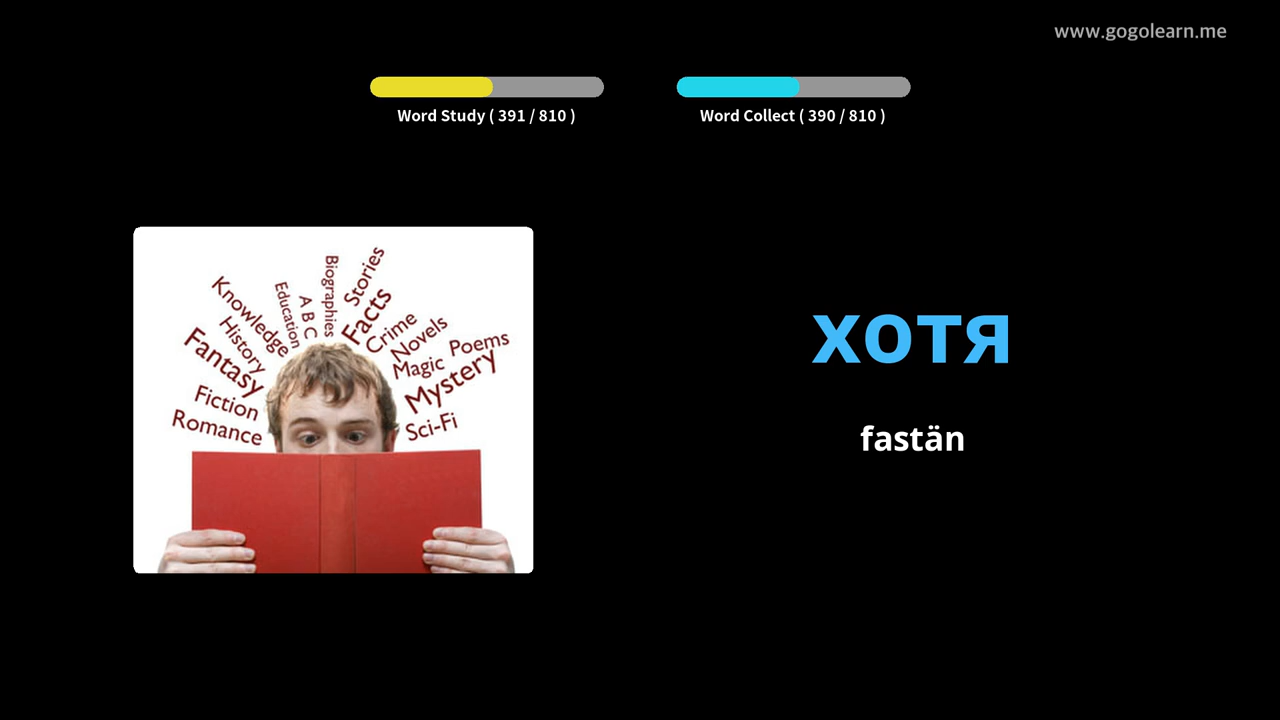 www.gogolearn.me
Word Study ( 391 / 810 )
Word Collect ( 390 / 810 )
Biographies
Stories
Education
A B C
Facts
Knowledge
History
Crime
Novels
Poems
Fantasy
Magic
Mystery
Fiction
Romance
Sci-Fi
хотя
fastän